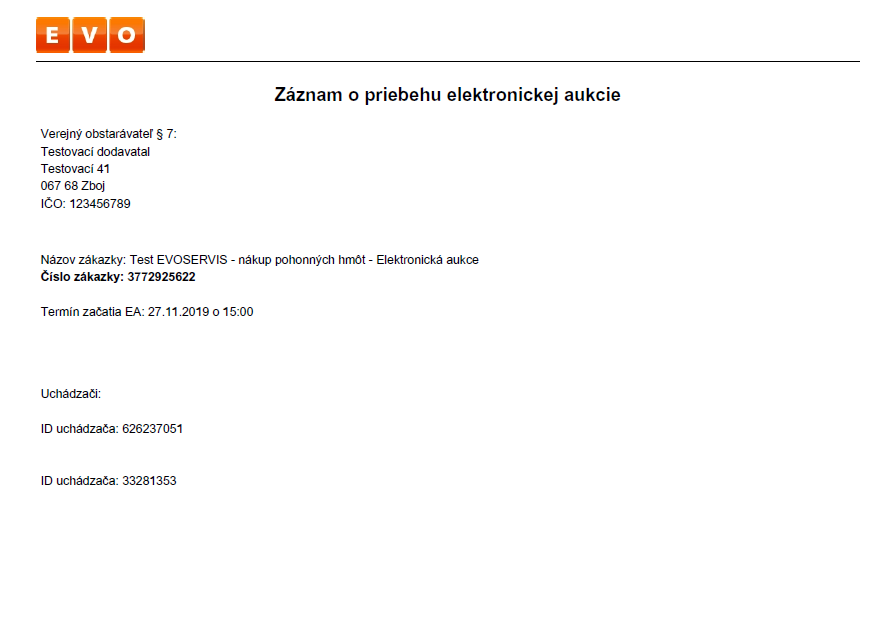 EVO
Záznam o priebehu elektronickej aukcie
Verejný obstarávateľ § 7:
Testovací dodavatal
Testovací 41
067 68 Zboj
IČO: 123456789
Názov zákazky: Test EVOSERVIS - nákup pohonných hmôt - Elektronická aukce
Číslo zákazky: 3772925622
Termín začatia EA: 27.11.2019 o 15:00
Uchádzači:
ID uchádzača: 626237051
ID uchádzača: 33281353